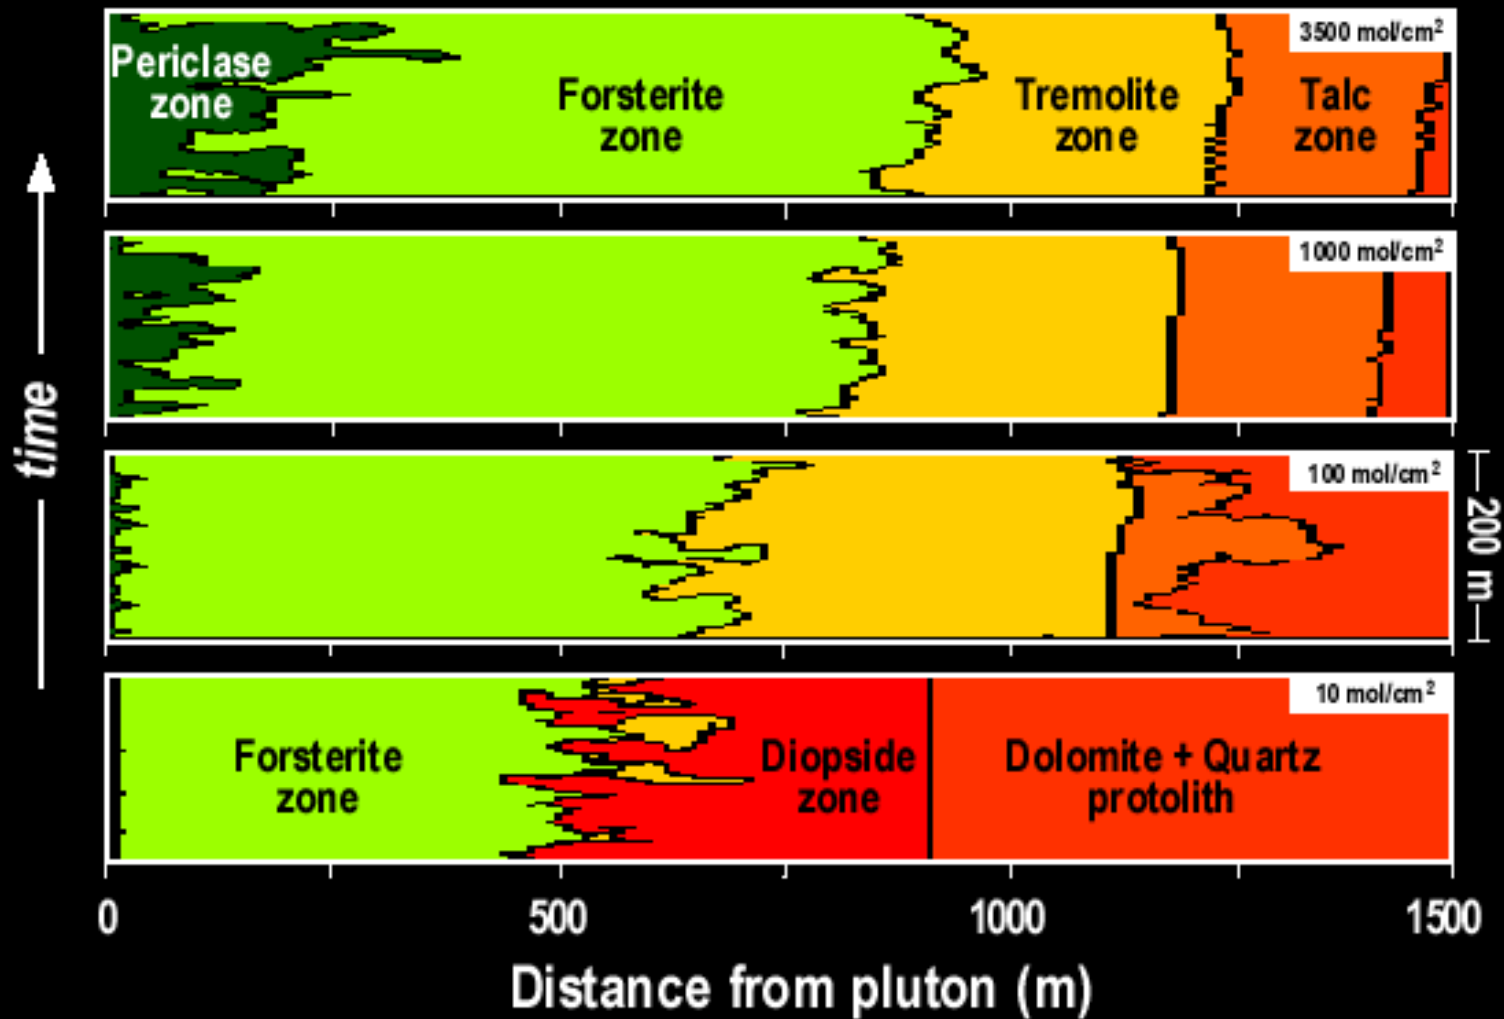 3500 mol/cm²
Periclase
zone
Forsterite
zone
Tremolite
zone
Talc
zone
1000 mol/cm²
100 mol/cm²
10 mol/cm²
Forsterite
zone
Diopside
zone
Dolomite + Quartz
protolith
time
200 m
0 500 1000 1500
Distance from pluton (m)